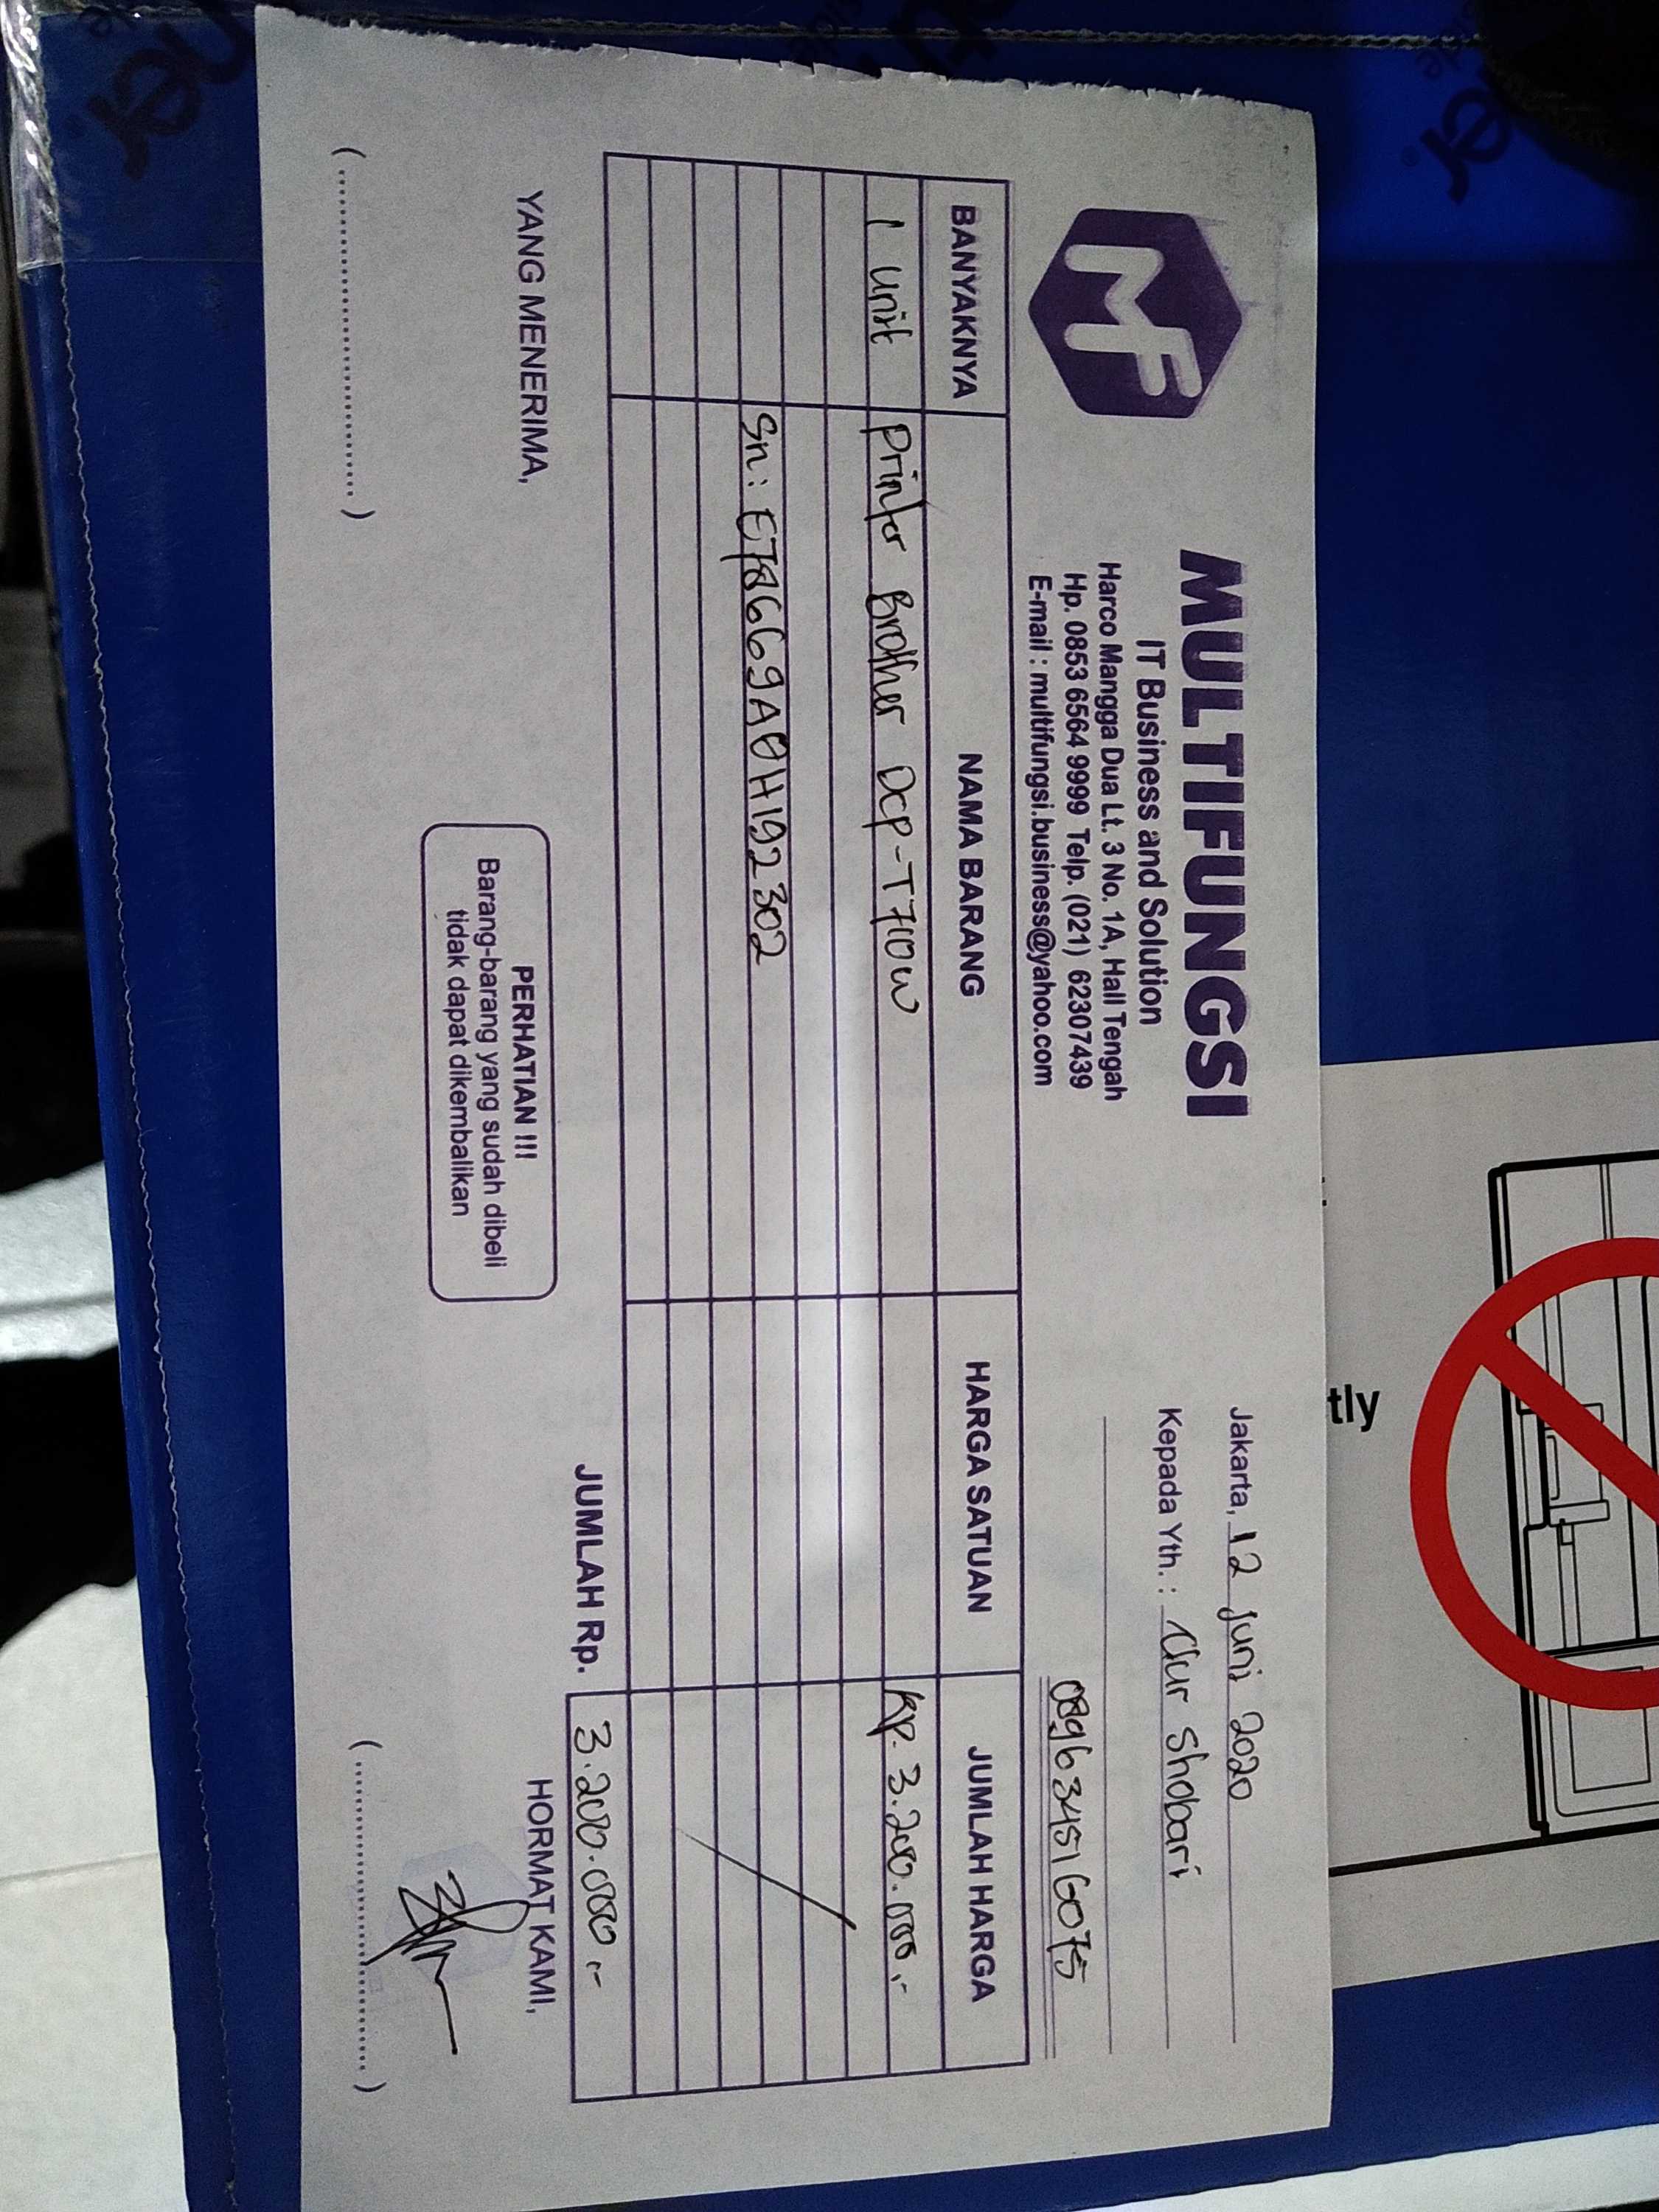 MF
MULTIFUNGSI
IT Business and Solution
Harco Mangga Dua Lt. 3 No. 1A, Hall Tengah
Hp. 0853 6564 9999 Telp. (021) 62307439
E-mail : multifungsi.business@yahoo.com
Jakarta, 12 Juni 2020
Kepada Yth. : Nur Shobari
089634516075
BANYAKNYA NAMA BARANG HARGA SATUAN JUMLAH HARGA
1 Unit Printer Brother DCP-T710W Rp. 3.200.000,-
Sn : E78669A0H192302
JUMLAH Rp. 3.200.000,-
YANG MENERIMA,
HORMAT KAMI,
PERHATIAN !!!
Barang-barang yang sudah dibeli
tidak dapat dikembalikan
(........................)
(........................)
tly